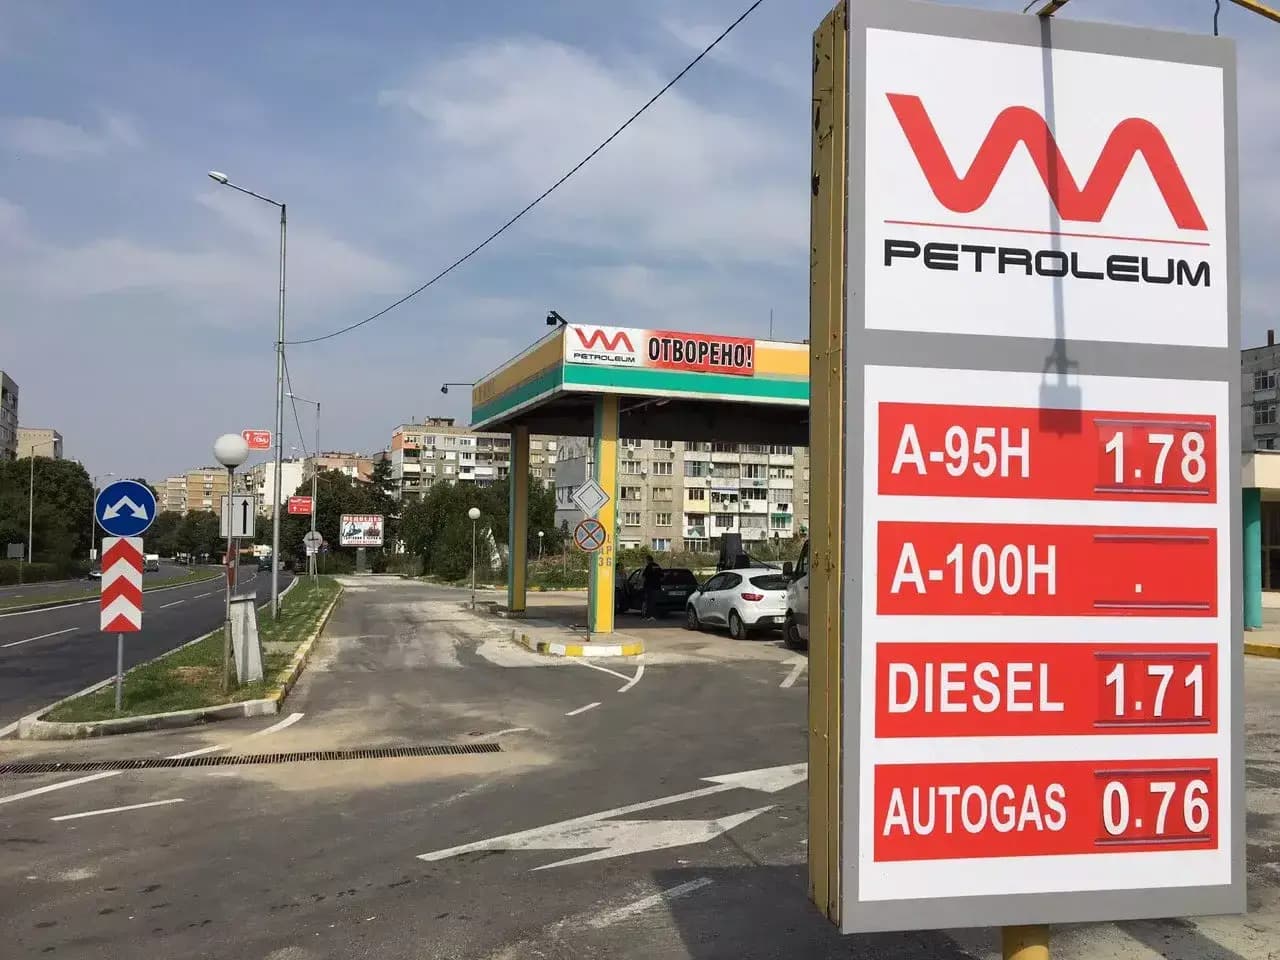 VM
PETROLEUM
A-95H 1.78
A-100H .
DIESEL 1.71
AUTOGAS 0.76
VM
PETROLEUM
ОТВОРЕНО!